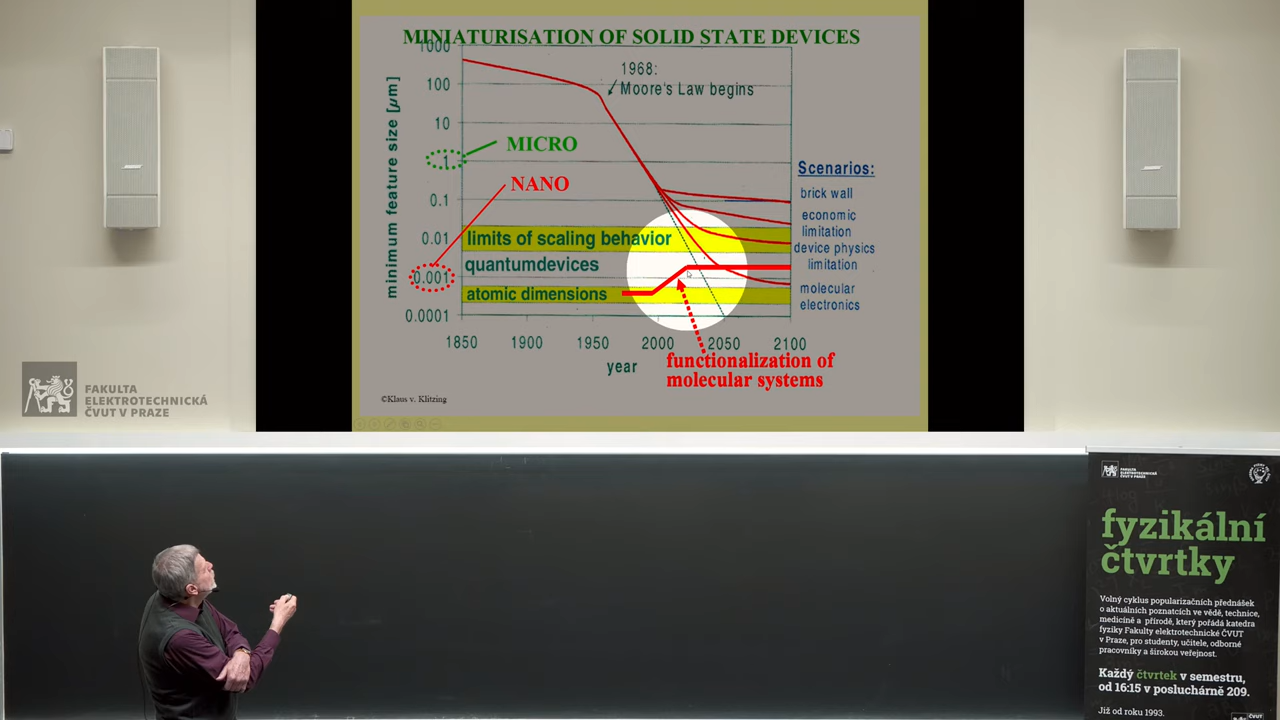 MINIATURISATION OF SOLID STATE DEVICES
minimum feature size [µm]
1000
100
10
1
0.1
0.01
0.001
0.0001
1968:
Moore's Law begins
MICRO
NANO
limits of scaling behavior
quantumdevices
atomic dimensions
Scenarios:
brick wall
economic
limitation
device physics
limitation
molecular
electronics
1850 1900 1950 2000 2050 2100
year
functionalization of
molecular systems
©Klaus v. Klitzing
FAKULTA
ELEKTROTECHNICKÁ
ČVUT V PRAZE
FAKULTA
ELEKTROTECHNICKÁ
ČVUT V PRAZE
fyzikální
čtvrtky
Volný cyklus popularizačních přednášek
o aktuálních poznatcích ve vědě, technice,
medicíně a přírodě, který pořádá katedra
fyziky Fakulty elektrotechnické ČVUT
v Praze, pro studenty, učitele, odborné
pracovníky a širokou veřejnost.
Každý čtvrtek v semestru,
od 16:15 v posluchárně 209.
Již od roku 1993.
ČVUT